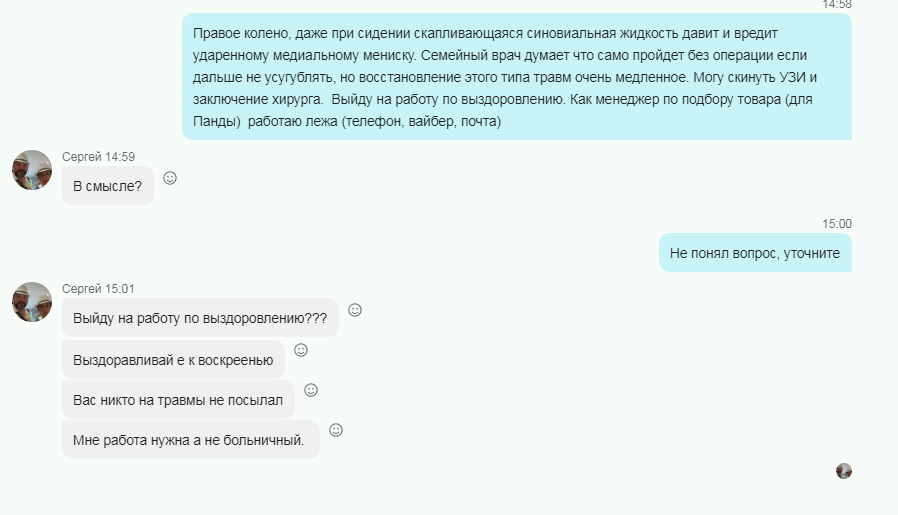 14:58
Правое колено, даже при сидении скапливающаяся синовиальная жидкость давит и вредит
ударенному медиальному мениску. Семейный врач думает что само пройдет без операции если
дальше не усугублять, но восстановление этого типа травм очень медленное. Могу скинуть УЗИ и
заключение хирурга. Выйду на работу по выздоровлению. Как менеджер по подбору товара (для
Панды) работаю лежа (телефон, вайбер, почта)
Сергей 14:59
В смысле?
15:00
Не понял вопрос, уточните
Сергей 15:01
Выйду на работу по выздоровлению???
Выздоравливай е к воскреенью
Вас никто на травмы не посылал
Мне работа нужна а не больничный.